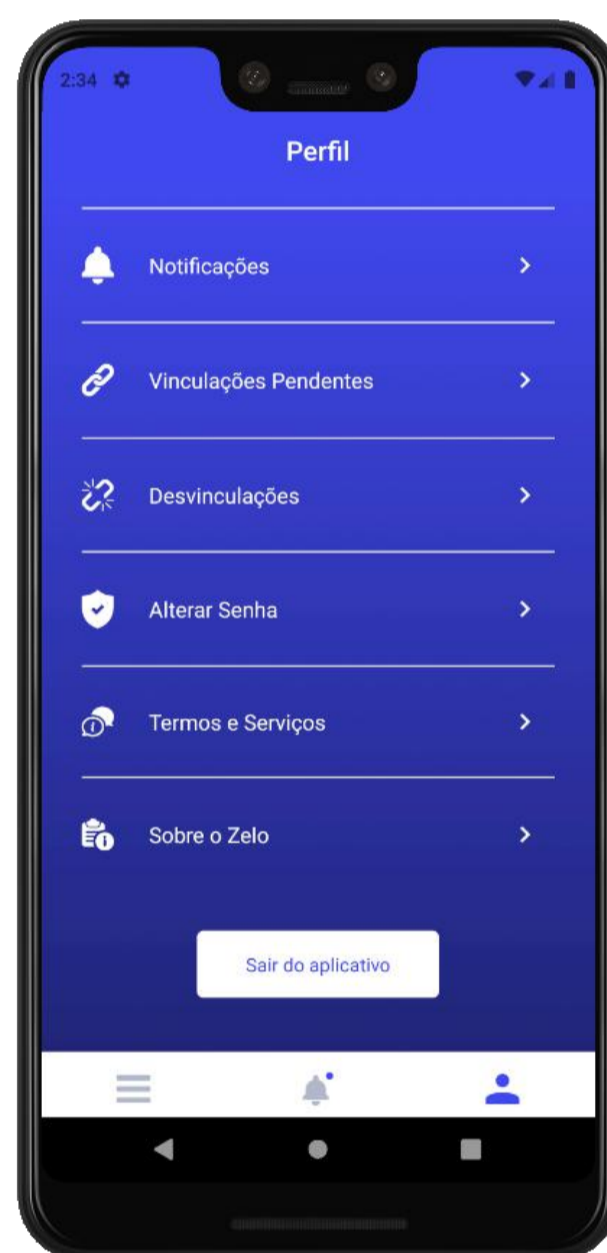 2:34
Perfil
Notificações
Vinculações Pendentes
Desvinculações
Alterar Senha
Termos e Serviços
Sobre o Zelo
Sair do aplicativo